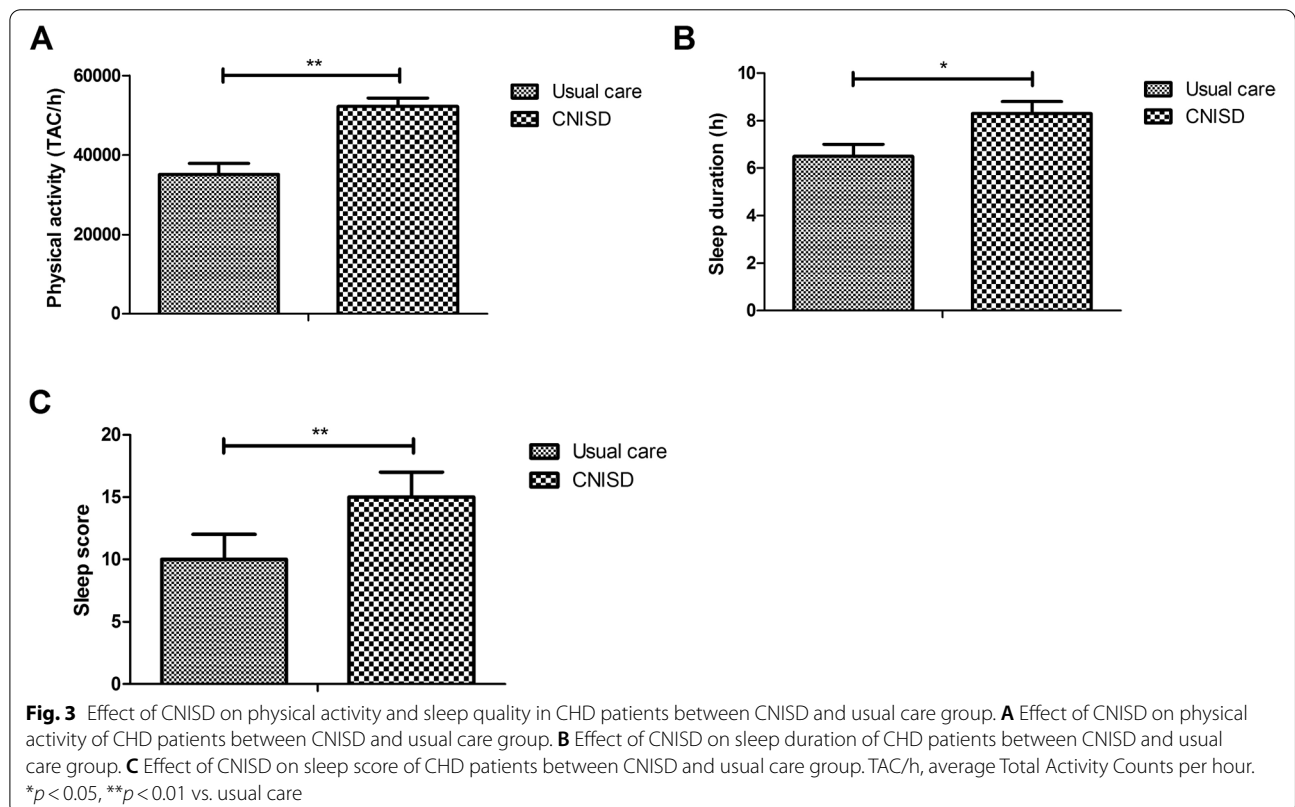 A
B
**
*
60000
40000
20000
0
Physical activity (TAC/h)
Usual care
CNISD
10
8
6
4
2
0
Sleep duration (h)
Usual care
CNISD
C
**
20
15
10
5
0
Sleep score
Usual care
CNISD
Fig. 3 Effect of CNISD on physical activity and sleep quality in CHD patients between CNISD and usual care group. A Effect of CNISD on physical
activity of CHD patients between CNISD and usual care group. B Effect of CNISD on sleep duration of CHD patients between CNISD and usual
care group. C Effect of CNISD on sleep score of CHD patients between CNISD and usual care group. TAC/h, average Total Activity Counts per hour.
*p < 0.05, **p < 0.01 vs. usual care